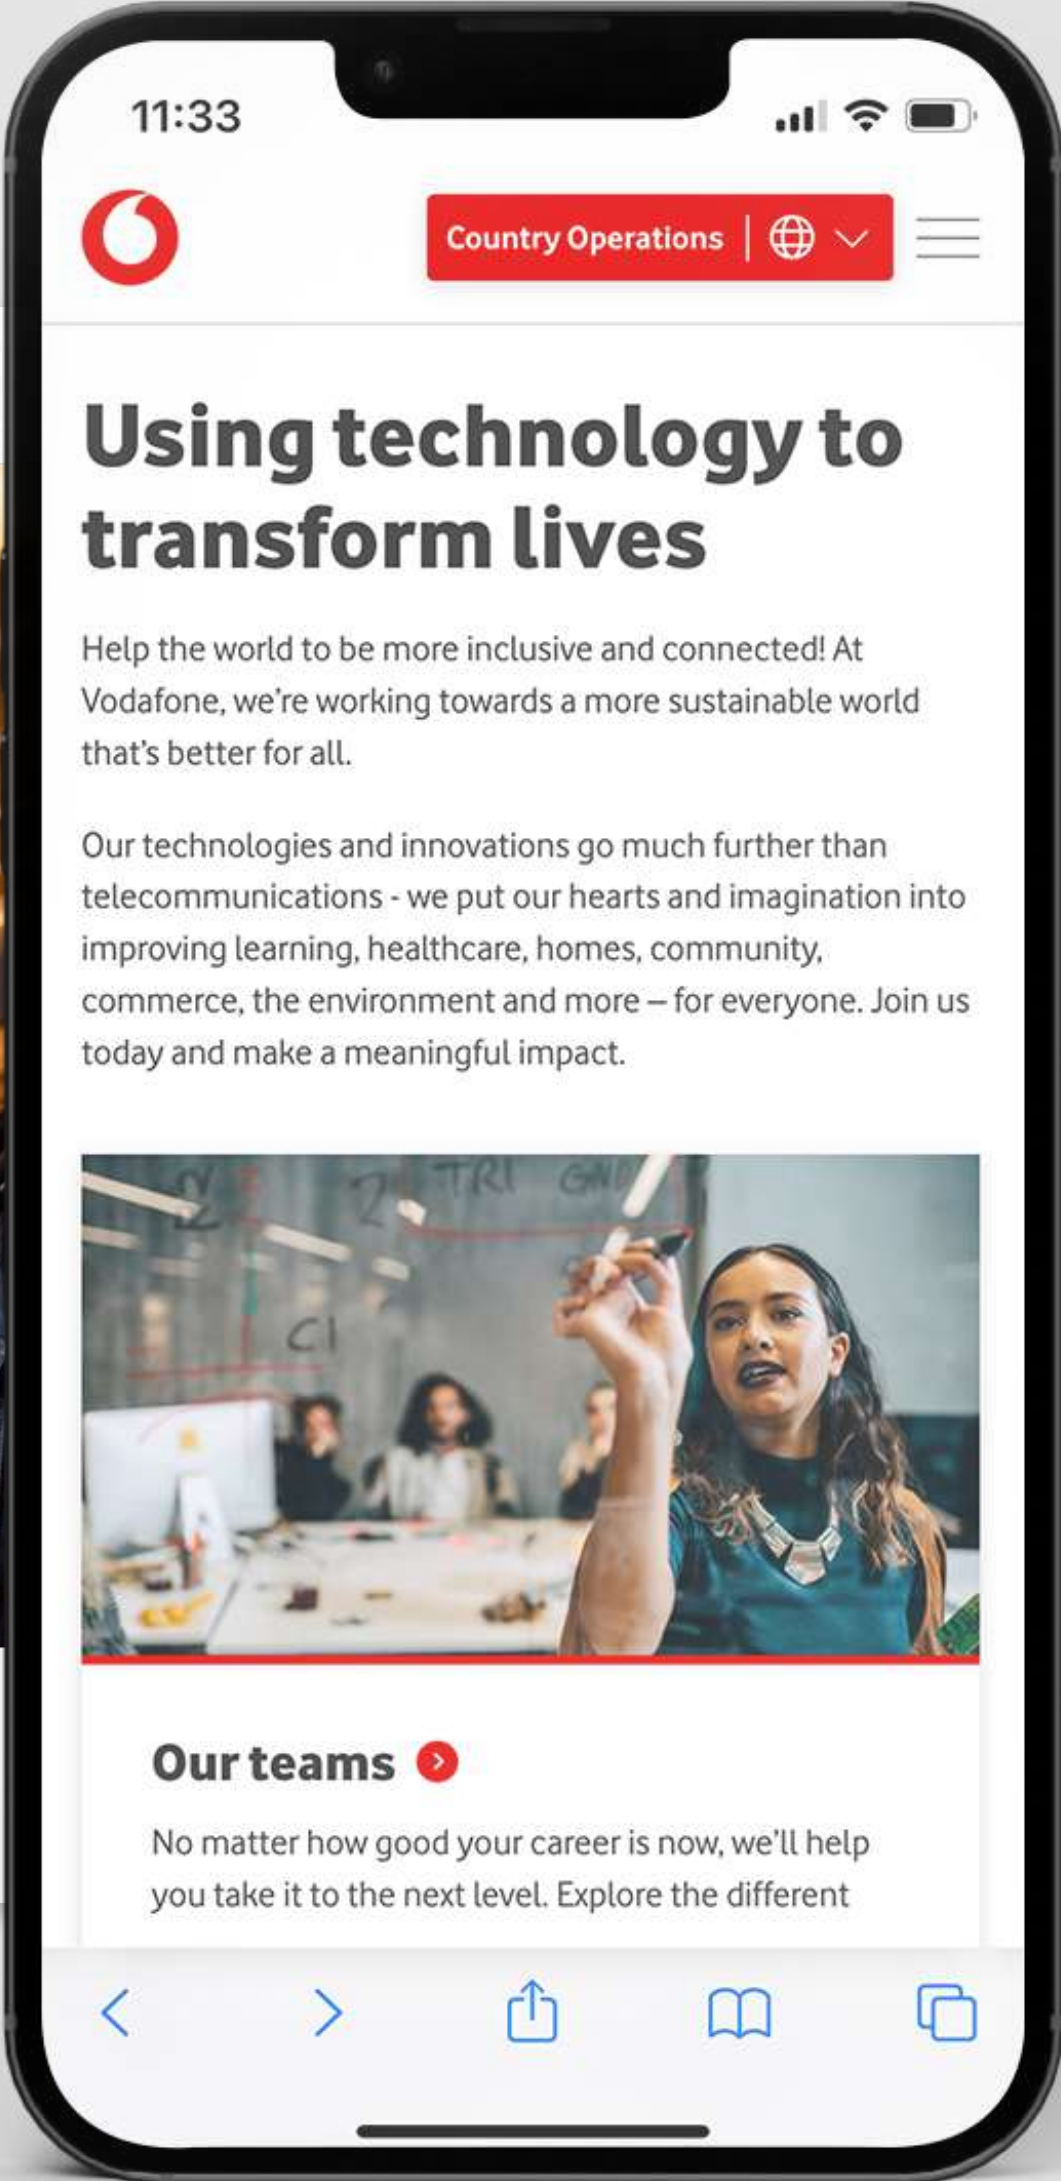 11:33
Country Operations
Using technology to
transform lives
Help the world to be more inclusive and connected! At
Vodafone, we're working towards a more sustainable world
that's better for all.
Our technologies and innovations go much further than
telecommunications - we put our hearts and imagination into
improving learning, healthcare, homes, community,
commerce, the environment and more – for everyone. Join us
today and make a meaningful impact.
2 TRI GND
C1
Our teams
No matter how good your career is now, we'll help
you take it to the next level. Explore the different